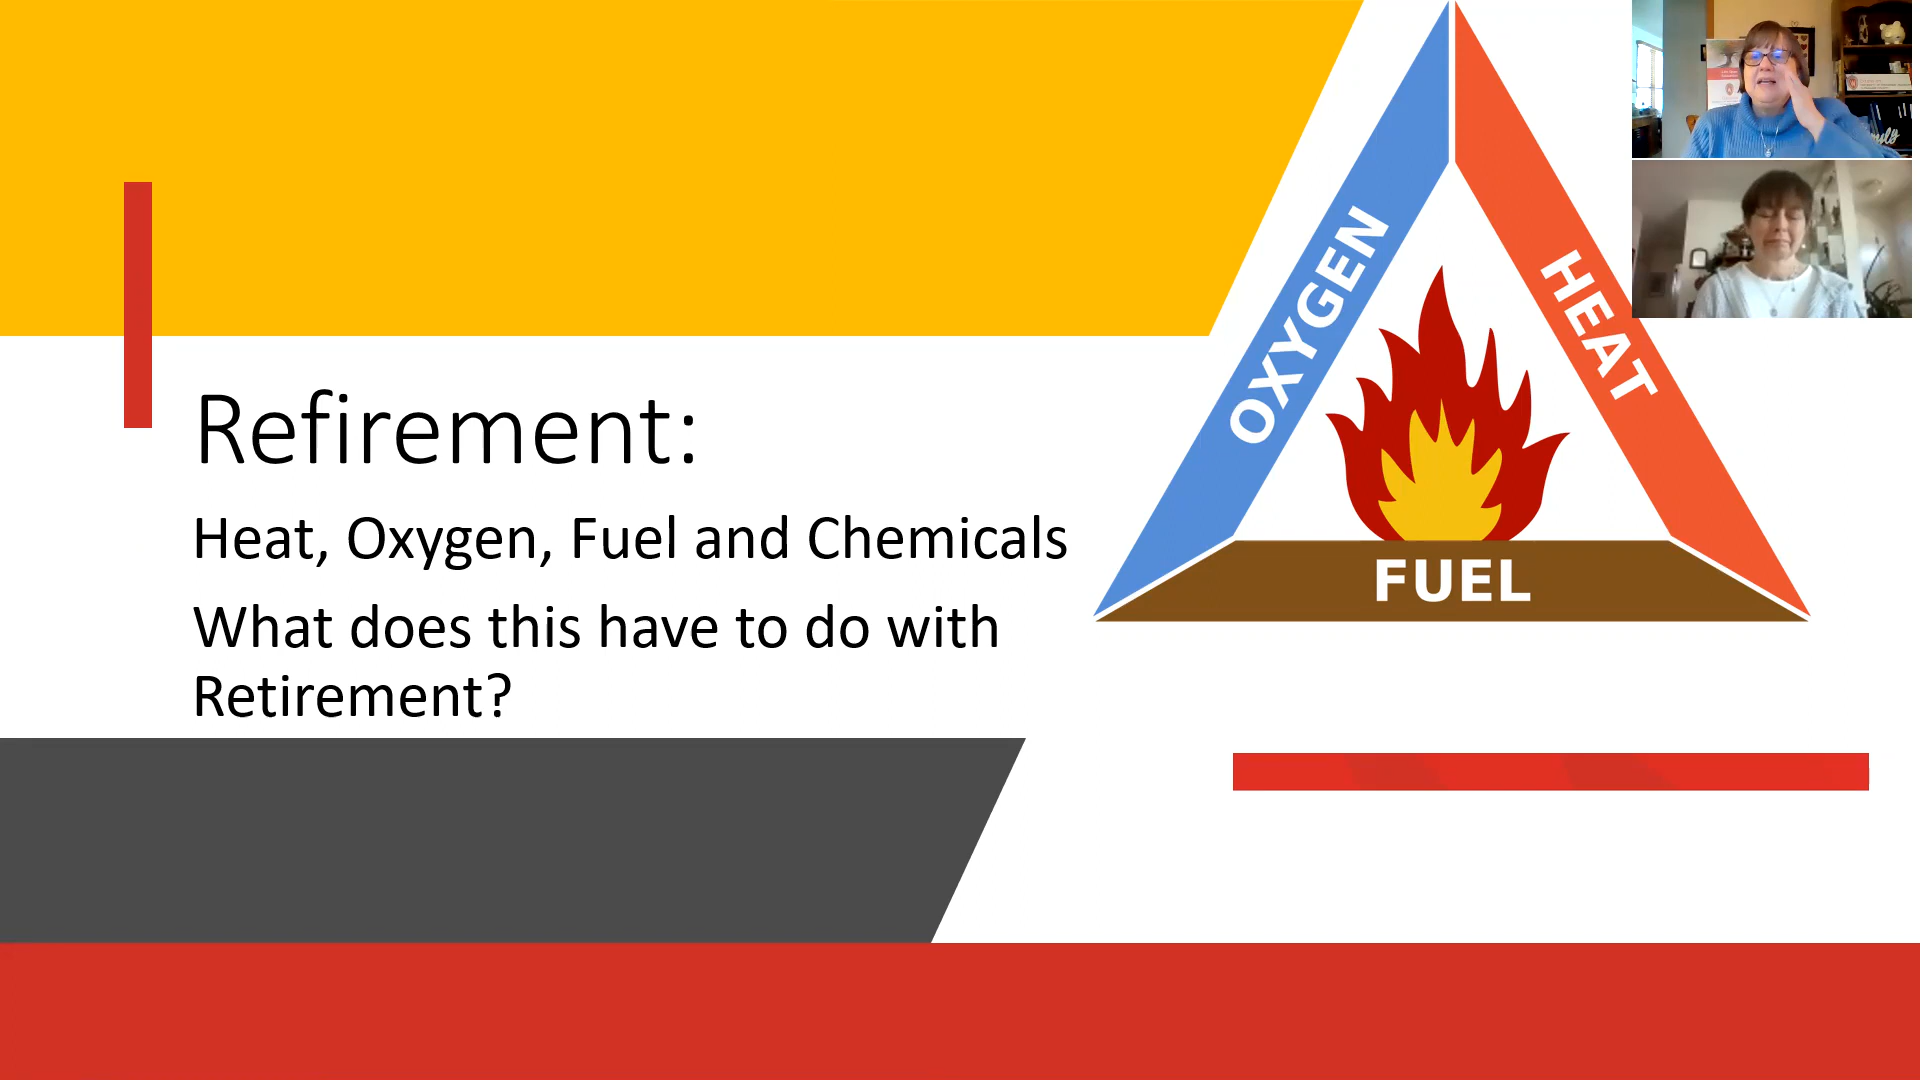 Refirement:
Heat, Oxygen, Fuel and Chemicals
What does this have to do with
Retirement?
OXYGEN
HEAT
FUEL